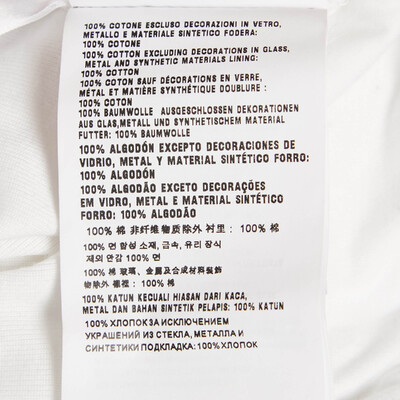 100% COTONE ESCLUSO DECORAZIONI IN VETRO,
METALLO E MATERIALE SINTETICO FODERA:
100% COTONE
100% COTTON EXCLUDING DECORATIONS IN GLASS,
METAL AND SYNTHETIC MATERIALS LINING:
100% COTTON
100% COTON SAUF DÉCORATIONS EN VERRE,
MÉTAL ET MATIÈRE SYNTHÉTIQUE DOUBLURE :
100% COTON
100% BAUMWOLLE AUSGESCHLOSSEN DEKORATIONEN
AUS GLAS,METALL UND SYNTHETISCHEM MATERIAL
FUTTER: 100% BAUMWOLLE
100% ALGODÓN EXCEPTO DECORACIONES DE
VIDRIO, METAL Y MATERIAL SINTÉTICO FORRO:
100% ALGODÓN
100% ALGODÃO EXCETO DECORAÇÕES
EM VIDRO, METAL E MATERIAL SINTÉTICO
FORRO: 100% ALGODÃO
100% 棉 非纤维物质除外 衬里： 100% 棉
100% 면 합성 소재, 금속, 유리 장식
제외 안감 100% 면
100% 棉 玻璃、金屬及合成材料裝飾
物除外 襯裡： 100% 棉
100% KATUN KECUALI HIASAN DARI KACA,
METAL DAN BAHAN SINTETIK PELAPIS: 100% KATUN
100% ХЛОПОК ЗА ИСКЛЮЧЕНИЕМ
УКРАШЕНИЙ ИЗ СТЕКЛА, МЕТАЛЛА И
СИНТЕТИКИ ПОДКЛАДКА: 100% ХЛОПОК